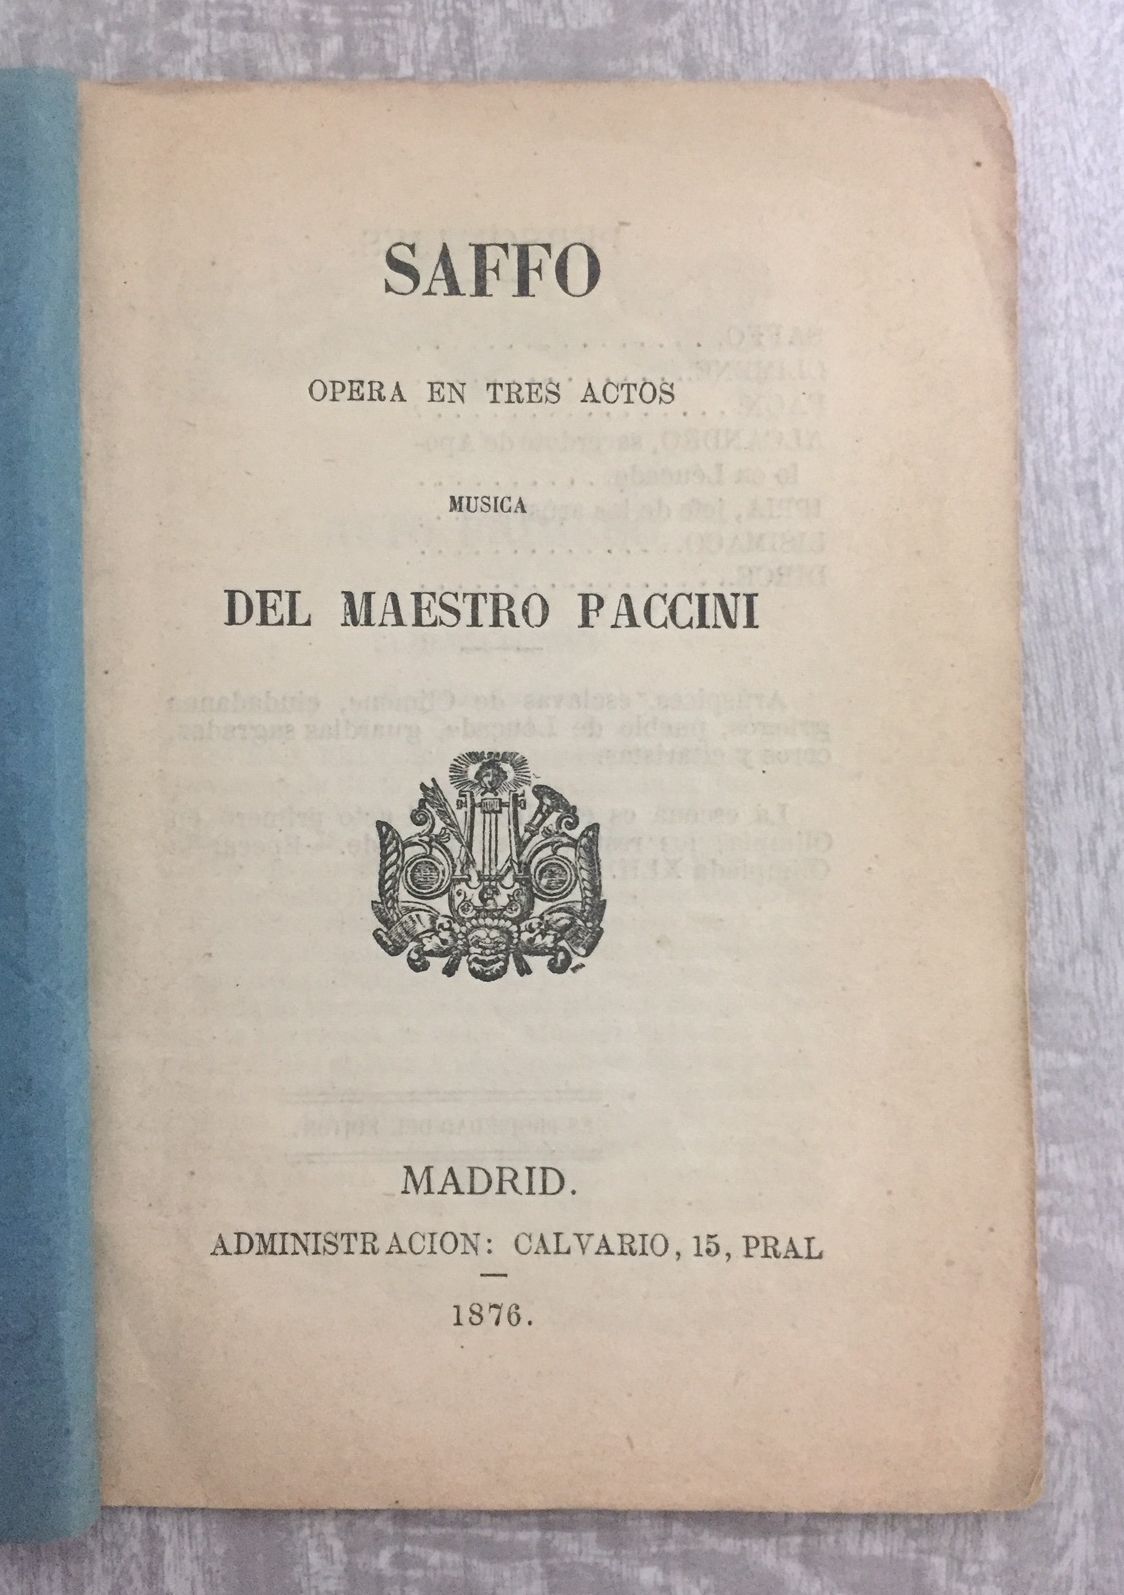 SAFFO
OPERA EN TRES ACTOS
MUSICA
DEL MAESTRO PACCINI
MADRID.
ADMINISTRACION: CALVARIO, 15, PRAL
1876.